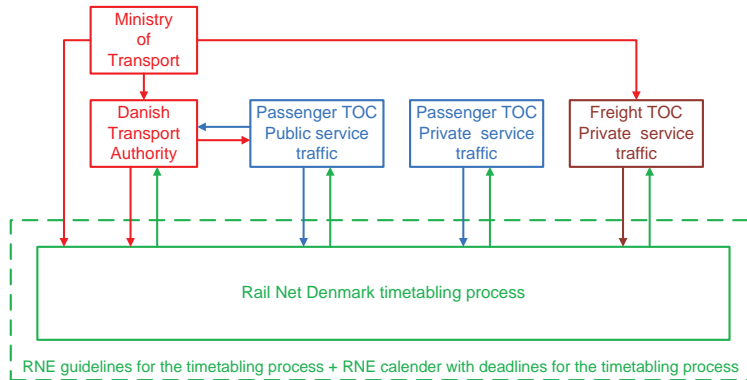 Ministry
of
Transport
Danish
Transport
Authority
Passenger TOC
Public service
traffic
Passenger TOC
Private service
traffic
Freight TOC
Private service
traffic
Rail Net Denmark timetabling process
RNE guidelines for the timetabling process + RNE calender with deadlines for the timetabling process